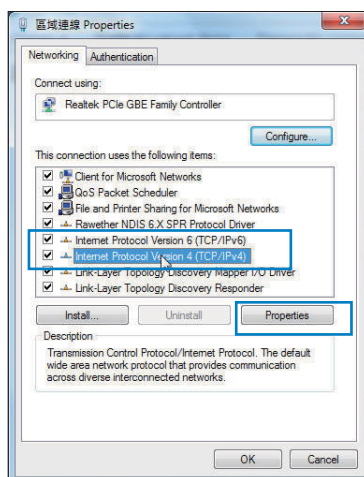 區域連線 Properties
Networking Authentication
Connect using:
Realtek PCIe GBE Family Controller
Configure...
This connection uses the following items:
Client for Microsoft Networks
QoS Packet Scheduler
File and Printer Sharing for Microsoft Networks
Rawether NDIS 6.X SPR Protocol Driver
Internet Protocol Version 6 (TCP/IPv6)
Internet Protocol Version 4 (TCP/IPv4)
Link-Layer Topology Discovery Mapper I/O Driver
Link-Layer Topology Discovery Responder
Install... Uninstall Properties
Description
Transmission Control Protocol/Internet Protocol. The default
wide area network protocol that provides communication
across diverse interconnected networks.
OK Cancel